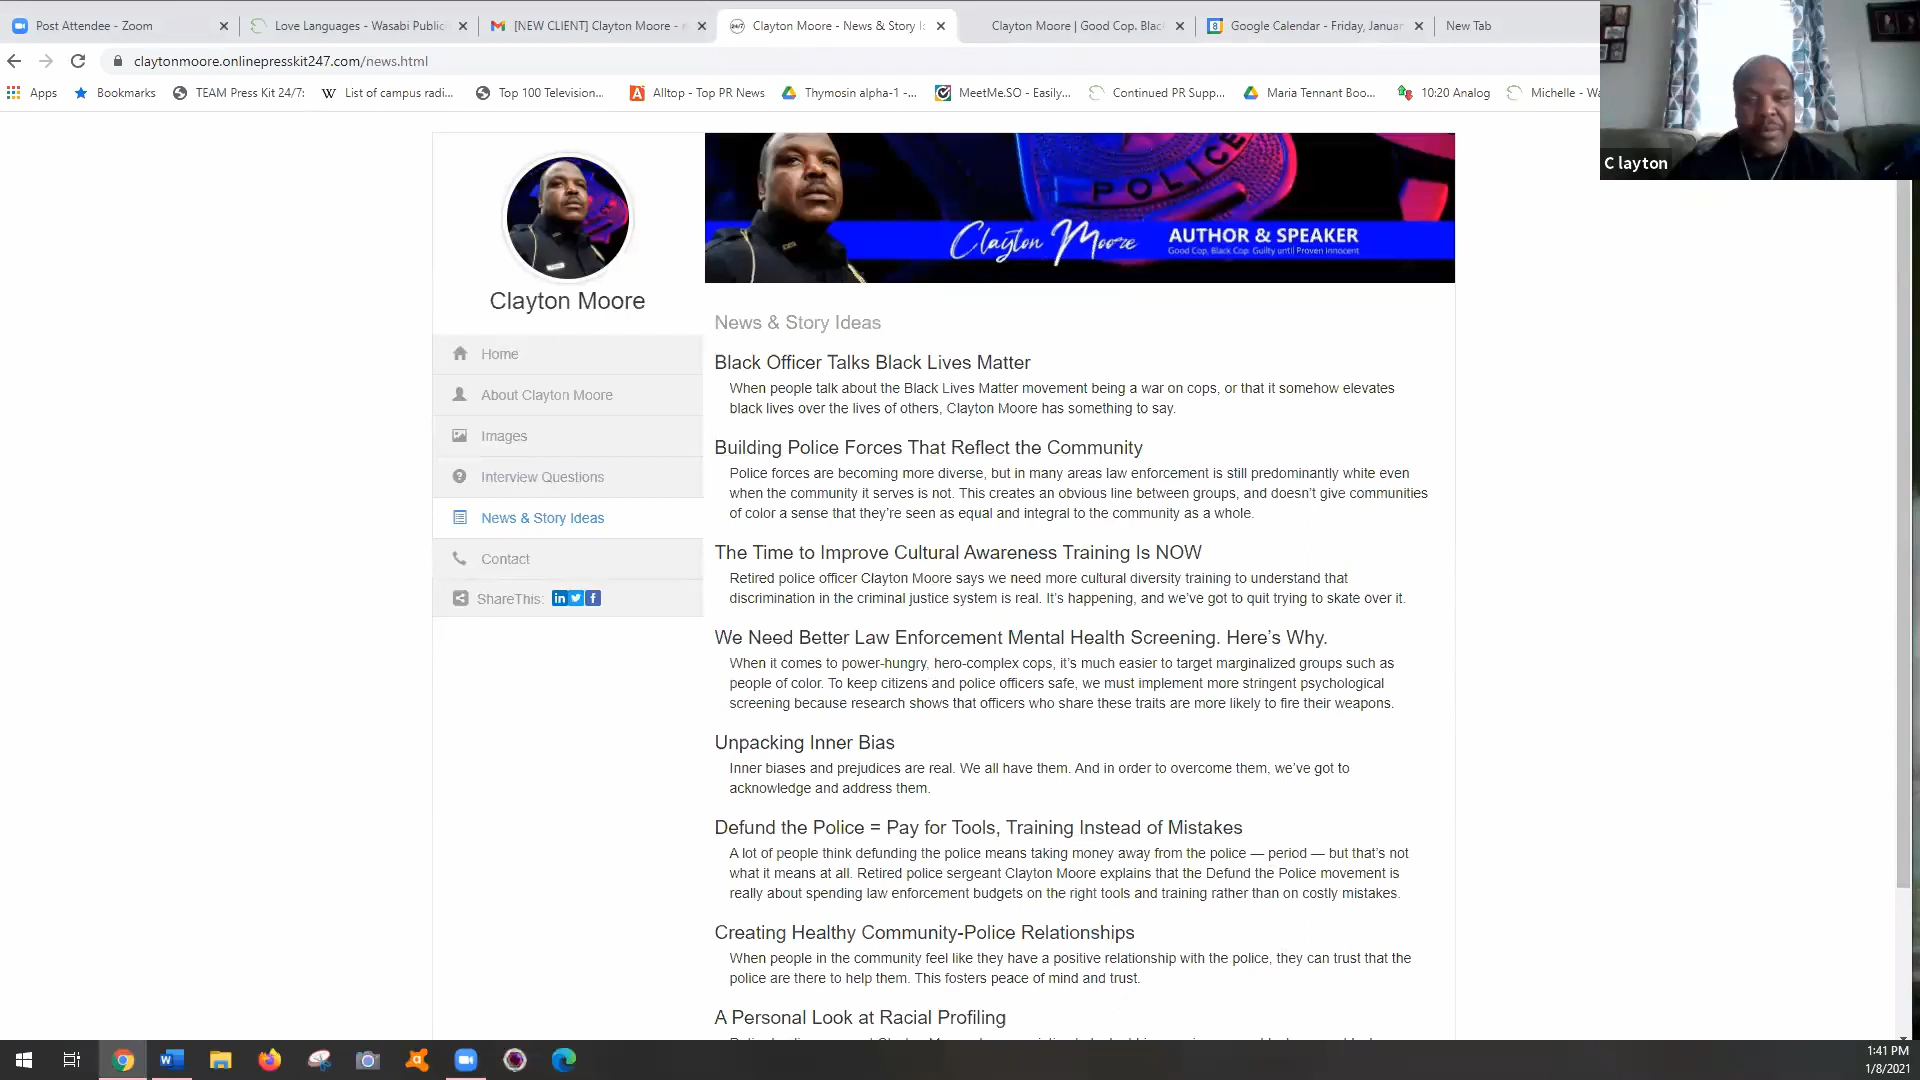 Post Attendee - Zoom
Love Languages - Wasabi Public
[NEW CLIENT] Clayton Moore -
Clayton Moore - News & Story I
Clayton Moore | Good Cop. Blac
Google Calendar - Friday, Januar
New Tab
claytonmoore.onlinepresskit247.com/news.html
Apps
Bookmarks
TEAM Press Kit 24/7:
List of campus radi...
Top 100 Television...
Alltop - Top PR News
Thymosin alpha-1 -...
MeetMe.SO - Easily...
Continued PR Supp...
Maria Tennant Boo...
10:20 Analog
Michelle - Wa
C layton
POLICE
Clayton Moore
AUTHOR & SPEAKER
Good Cop, Black Cop: Guilty until Proven Innocent
Clayton Moore
Home
About Clayton Moore
Images
Interview Questions
News & Story Ideas
Contact
ShareThis:
News & Story Ideas
Black Officer Talks Black Lives Matter
When people talk about the Black Lives Matter movement being a war on cops, or that it somehow elevates
black lives over the lives of others, Clayton Moore has something to say.
Building Police Forces That Reflect the Community
Police forces are becoming more diverse, but in many areas law enforcement is still predominantly white even
when the community it serves is not. This creates an obvious line between groups, and doesn't give communities
of color a sense that they're seen as equal and integral to the community as a whole.
The Time to Improve Cultural Awareness Training Is NOW
Retired police officer Clayton Moore says we need more cultural diversity training to understand that
discrimination in the criminal justice system is real. It's happening, and we've got to quit trying to skate over it.
We Need Better Law Enforcement Mental Health Screening. Here's Why.
When it comes to power-hungry, hero-complex cops, it's much easier to target marginalized groups such as
people of color. To keep citizens and police officers safe, we must implement more stringent psychological
screening because research shows that officers who share these traits are more likely to fire their weapons.
Unpacking Inner Bias
Inner biases and prejudices are real. We all have them. And in order to overcome them, we've got to
acknowledge and address them.
Defund the Police = Pay for Tools, Training Instead of Mistakes
A lot of people think defunding the police means taking money away from the police — period — but that's not
what it means at all. Retired police sergeant Clayton Moore explains that the Defund the Police movement is
really about spending law enforcement budgets on the right tools and training rather than on costly mistakes.
Creating Healthy Community-Police Relationships
When people in the community feel like they have a positive relationship with the police, they can trust that the
police are there to help them. This fosters peace of mind and trust.
A Personal Look at Racial Profiling
1:41 PM
1/8/2021